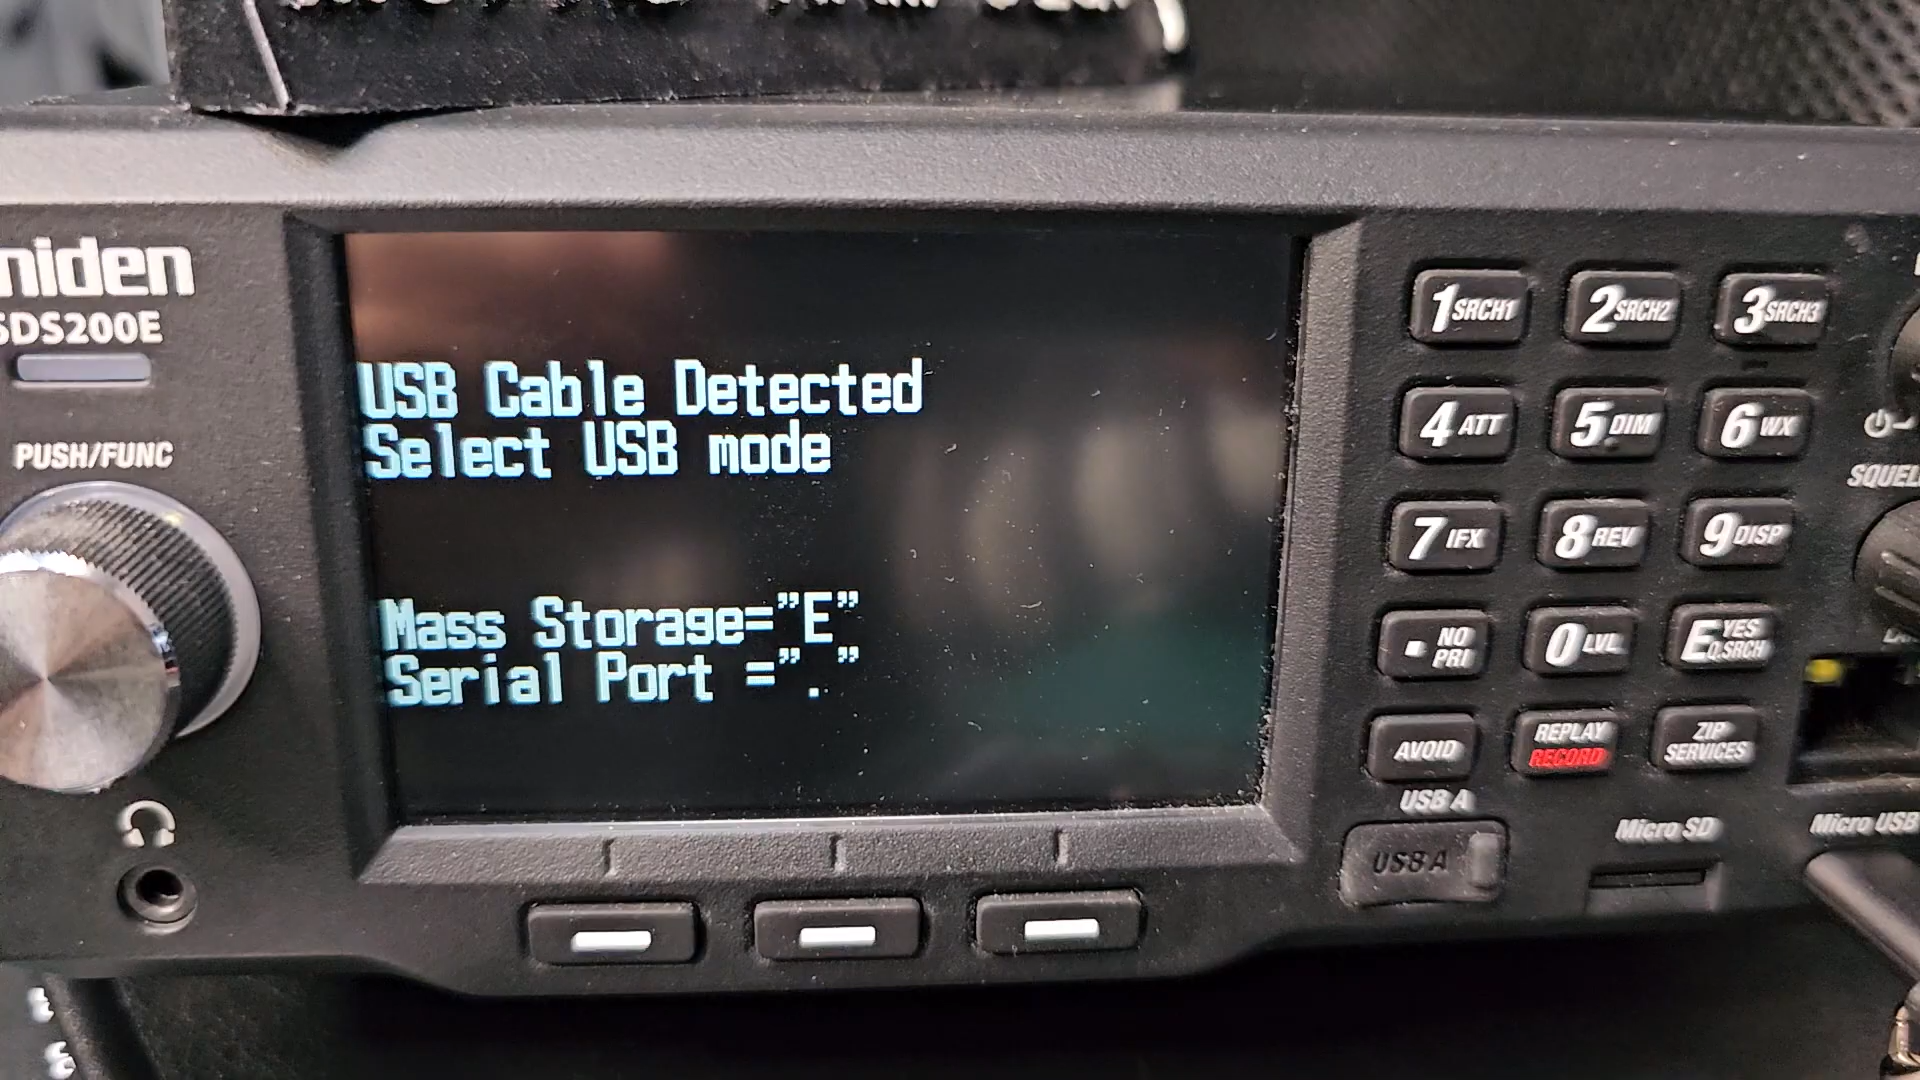 niden
SDS200E
PUSH/FUNC
USB Cable Detected
Select USB mode
Mass Storage="E"
Serial Port ="."
1 SRCH1
2 SRCH2
3 SRCH3
4 ATT
5 DIM
6 WX
7 IFX
8 REV
9 DISP
. NO PRI
0 LVL
E YES Q.SRCH
AVOID
REPLAY
RECORD
ZIP
SERVICES
SQUEL
USB A
USB A
Micro SD
Micro USB